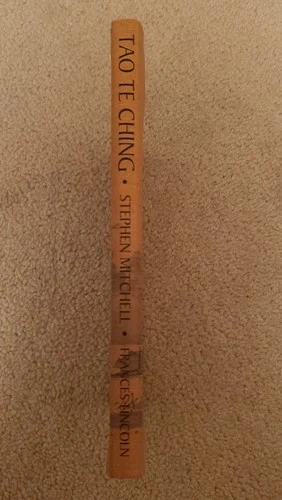 TAO TE CHING • STEPHEN MITCHELL • FRANCES LINCOLN